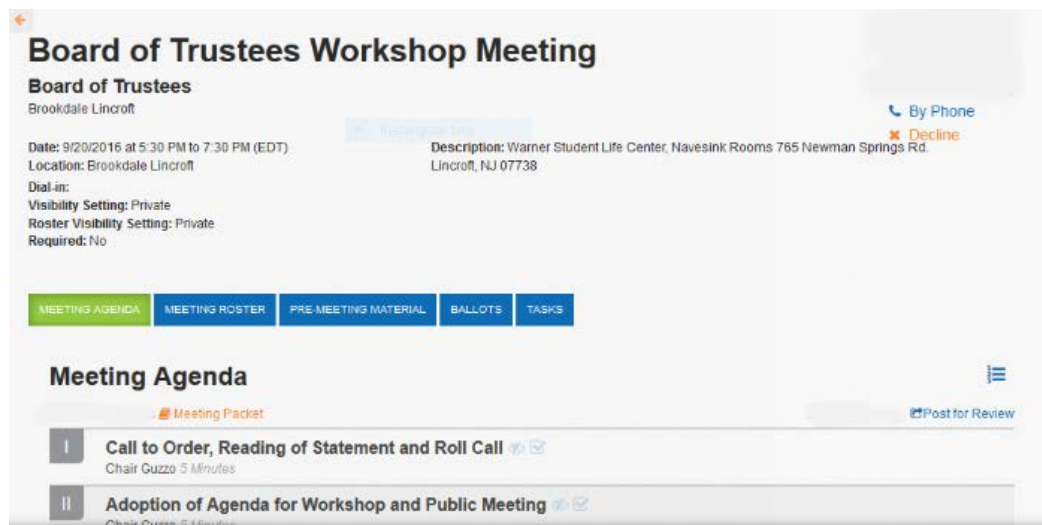 Board of Trustees Workshop Meeting
Board of Trustees
Brookdale Lincroft
By Phone
Decline
Date: 9/20/2016 at 5:30 PM to 7:30 PM (EDT)
Location: Brookdale Lincroft
Dial-in:
Visibility Setting: Private
Roster Visibility Setting: Private
Required: No
Description: Warner Student Life Center, Navesink Rooms 765 Newman Springs Rd.
Lincroft, NJ 07738
MEETING AGENDA MEETING ROSTER PRE-MEETING MATERIAL BALLOTS TASKS
Meeting Agenda
Meeting Packet Post for Review
I Call to Order, Reading of Statement and Roll Call
Chair Guzzo 5 Minutes
II Adoption of Agenda for Workshop and Public Meeting
Chair Guzzo 5 Minutes